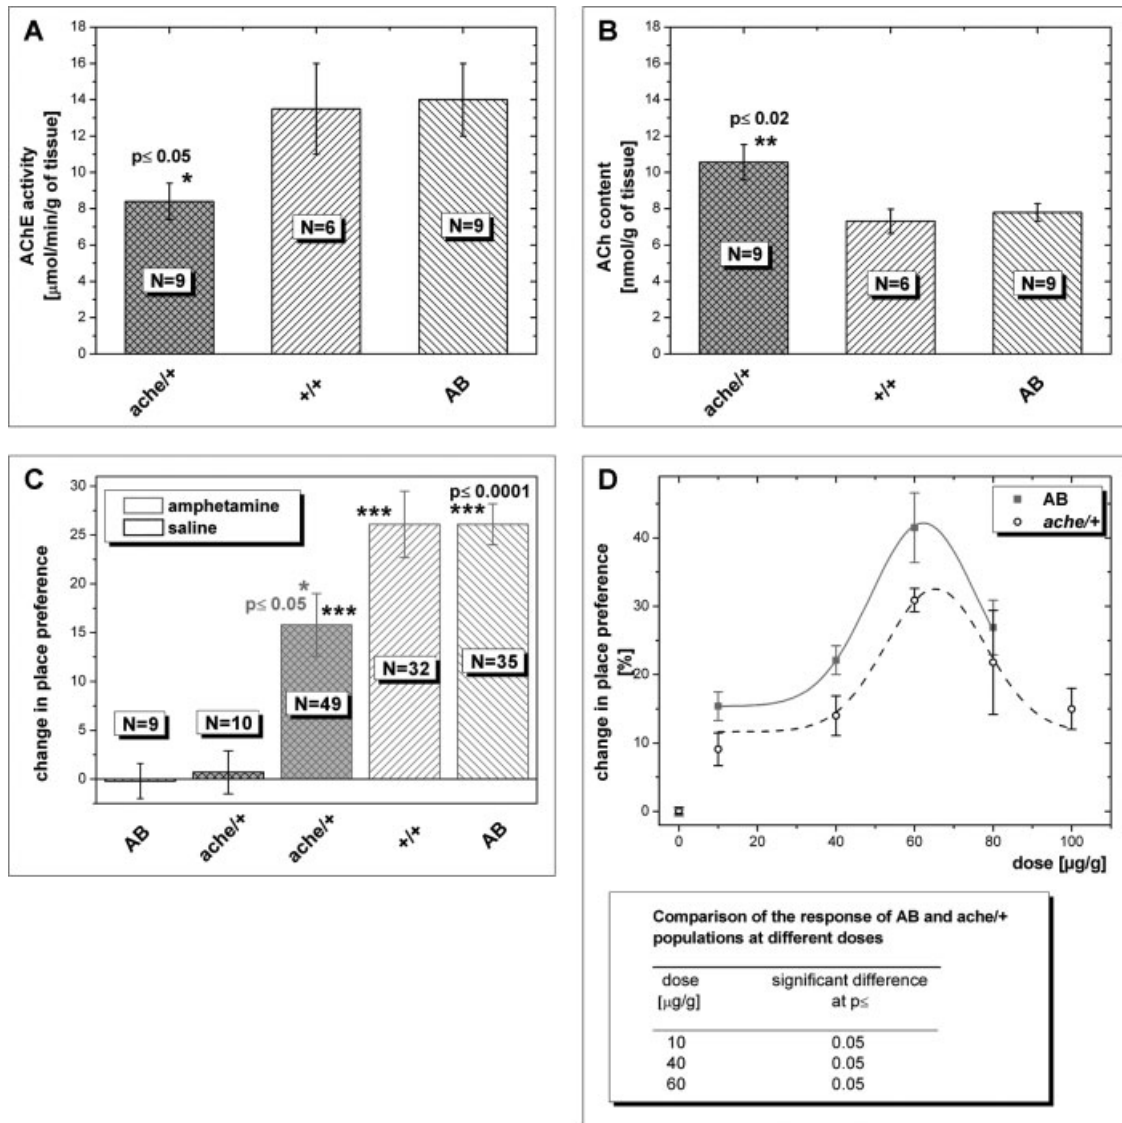 A
18
16
14
12
10
8
6
4
2
0
AChE activity
[μmol/min/g of tissue]
p≤ 0.05
*
N=9
N=6
N=9
ache/+
+/+
AB
B
18
16
14
12
10
8
6
4
2
0
ACh content
[nmol/g of tissue]
p≤ 0.02
**
N=9
N=6
N=9
ache/+
+/+
AB
C
30
25
20
15
10
5
0
change in place preference
amphetamine
saline
p≤ 0.0001
***
***
*
p≤ 0.05
***
N=9
N=10
N=49
N=32
N=35
AB
ache/+
ache/+
+/+
AB
D
AB
ache/+
40
30
20
10
0
change in place preference
[%]
0
20
40
60
80
100
dose [μg/g]
Comparison of the response of AB and ache/+
populations at different doses
dose significant difference
[μg/g] at p≤
10 0.05
40 0.05
60 0.05